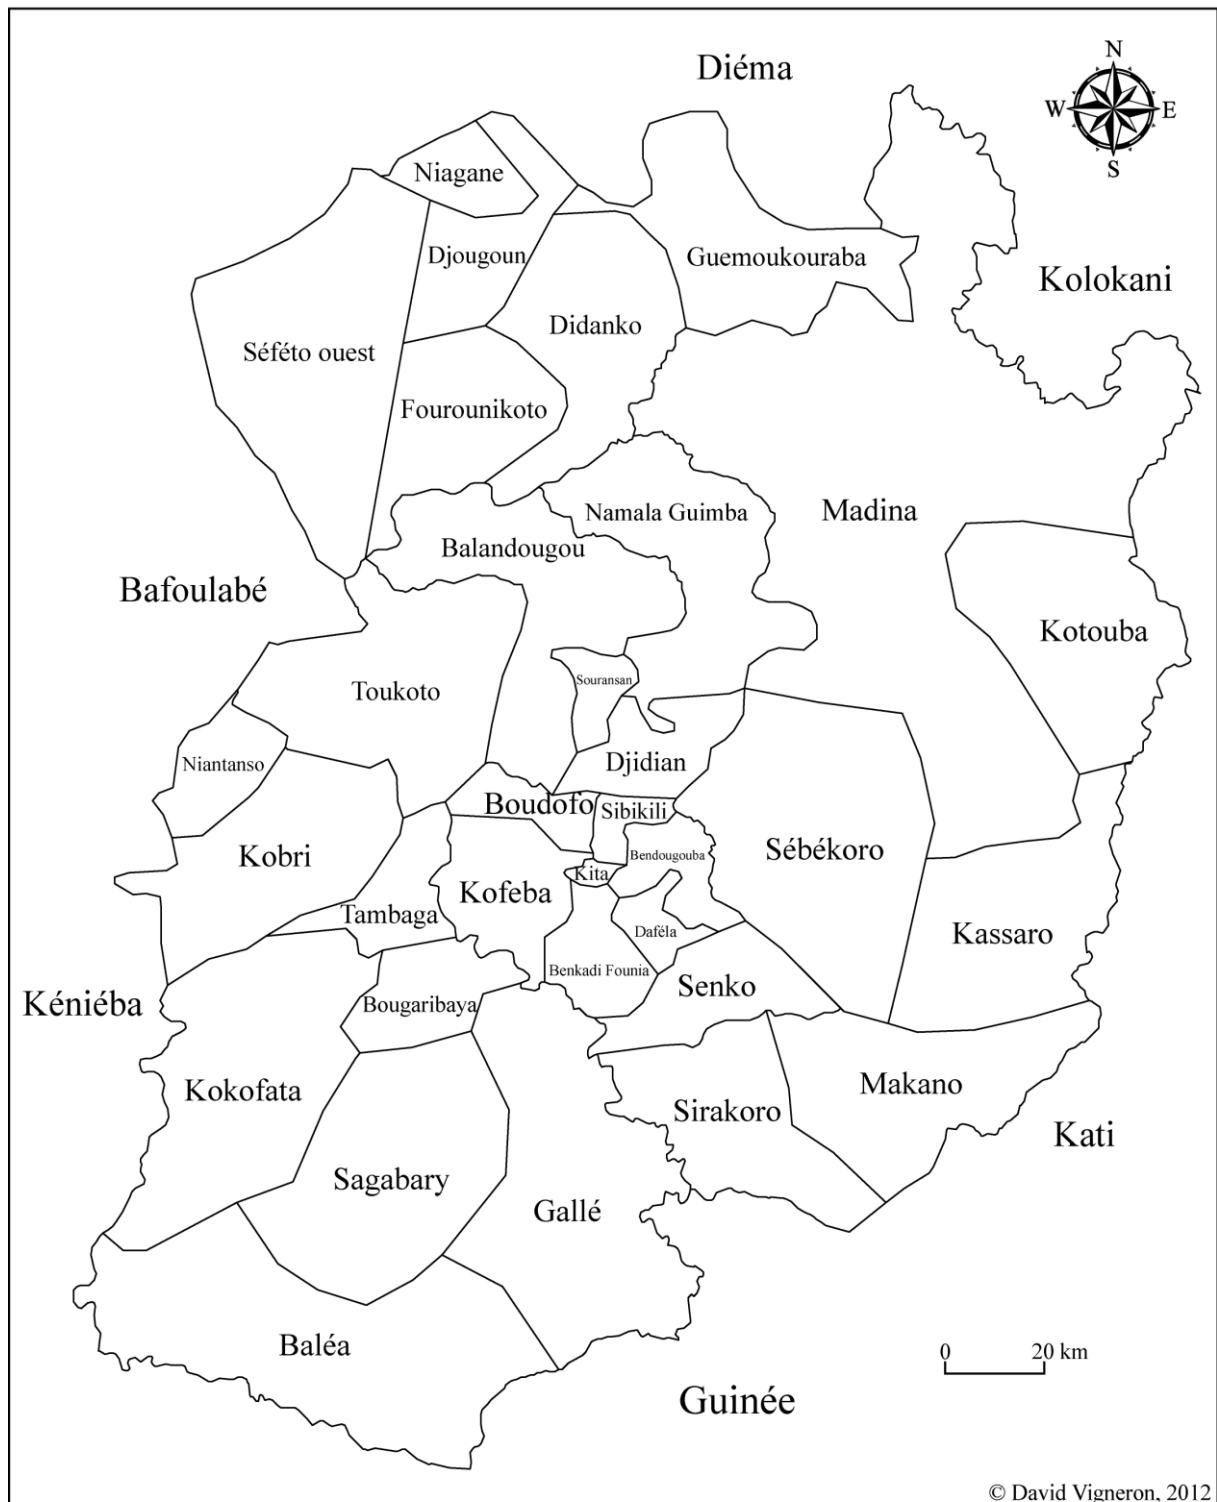 N
Diéma
W
E
S
Niagane
Djougoun
Guemoukouraba
Kolokani
Didanko
Séféto ouest
Fourounikoto
Namala Guimba
Madina
Balandougou
Bafoulabé
Kotouba
Souransan
Toukoto
Niantanso
Djidian
Boudofo
Sibikili
Kobri
Bendougouba
Sébékoro
Kita
Kofeba
Tambaga
Daféla
Kassaro
Benkadi Founia
Senko
Kéniéba
Bougaribaya
Kokofata
Makano
Sirakoro
Kati
Sagabary
Gallé
Baléa
0 20 km
Guinée
© David Vigneron, 2012